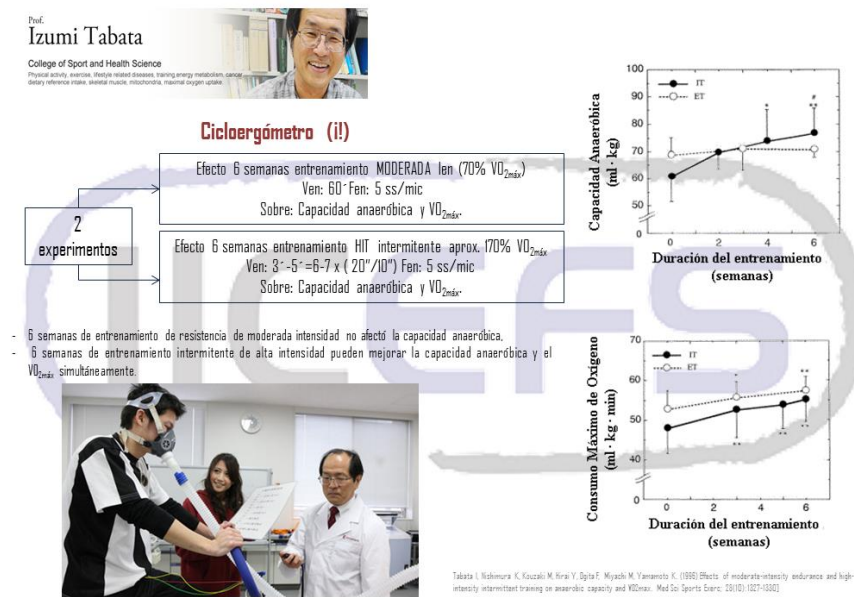 Prof.
Izumi Tabata
College of Sport and Health Science
Physical activity, exercise, lifestyle related diseases, training,energy metabolism, cancer
dietary reference intake, skeletal muscle, mitochondria, maximal oxygen uptake
Cicloergómetro (¡!)
2
experimentos
Efecto 6 semanas entrenamiento MODERADA Ien (70% VO2máx)
Ven: 60´ Fen: 5 ss/mic
Sobre: Capacidad anaeróbica y VO2máx.
Efecto 6 semanas entrenamiento HIT intermitente aprox. 170% VO2máx
Ven: 3´-5´=6-7 x ( 20"/10") Fen: 5 ss/mic
Sobre: Capacidad anaeróbica y VO2máx.
- 6 semanas de entrenamiento de resistencia de moderada intensidad no afectó la capacidad anaeróbica,
- 6 semanas de entrenamiento intermitente de alta intensidad pueden mejorar la capacidad anaeróbica y el
VO2máx simultáneamente.
Capacidad Anaeróbica
(ml · kg)
100
90
80
70
60
50
0
IT
ET
*
#
**
0 2 4 6
Duración del entrenamiento
(semanas)
Consumo Máximo de Oxigeno
(ml · kg · min)
70
60
50
40
0
IT
ET
*
**
**
**
**
0 2 4 6
Duración del entrenamiento
(semanas)
IICEFS
Tabata I, Nishimura K, Kouzaki M, Hirai Y, Ogita F, Miyachi M, Yamamoto K. (1996) Effects of moderate-intensity endurance and high-
intensity intermittent training on anaerobic capacity and VO2max. Med Sci Sports Exerc; 28(10):1327-1330]